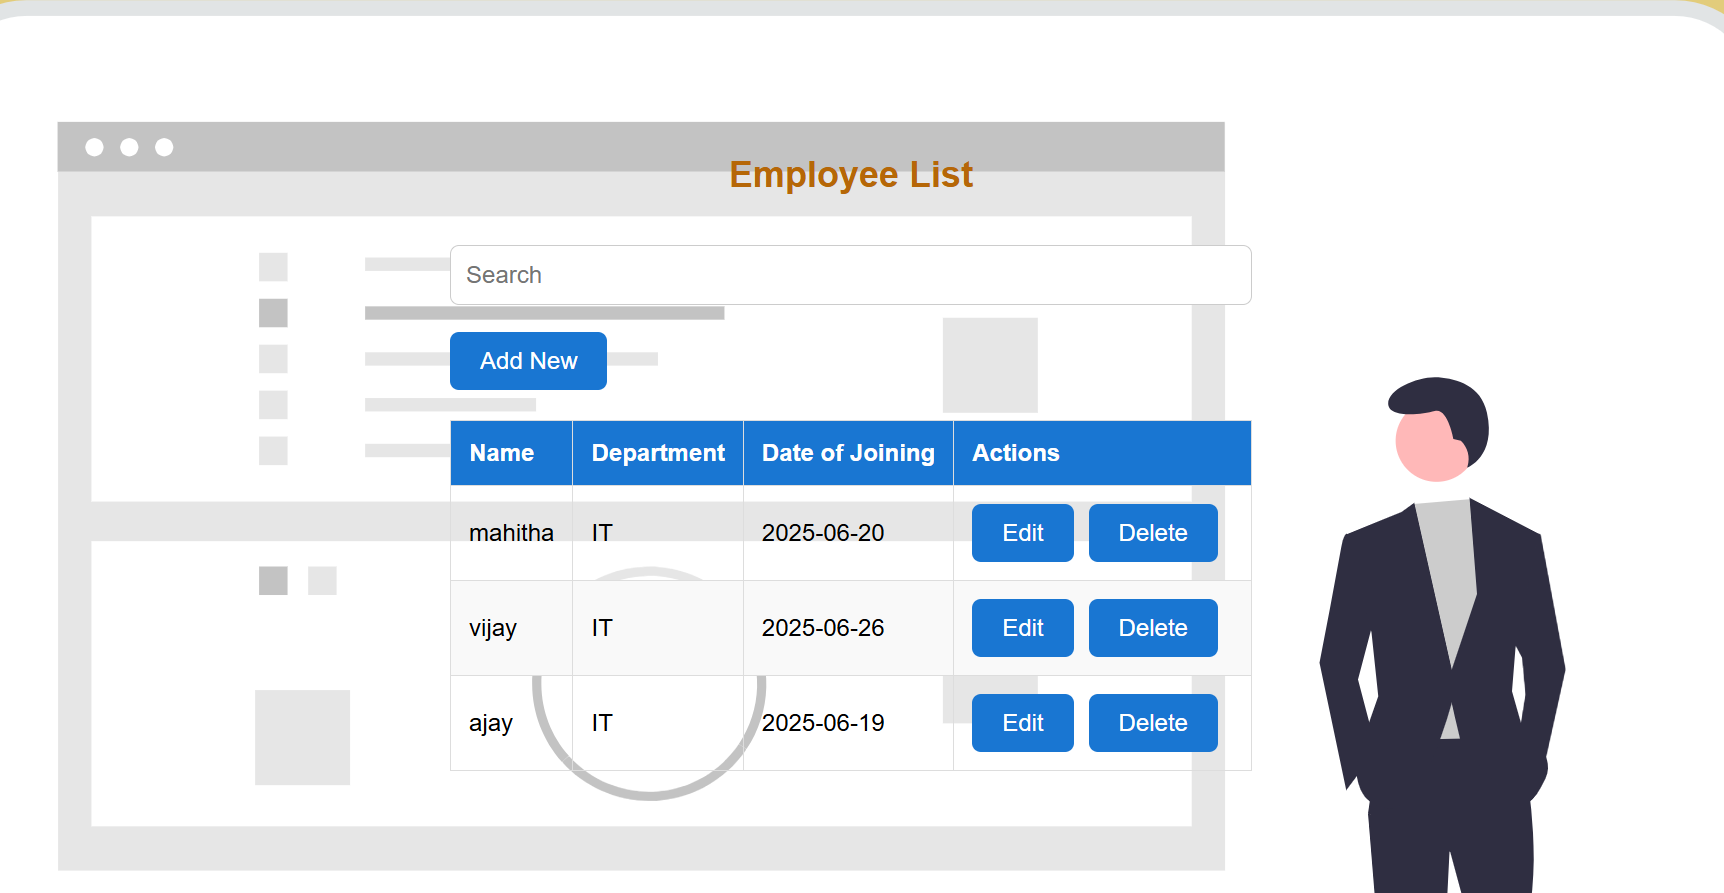 Employee List
Search
Add New
Name Department Date of Joining Actions
mahitha IT 2025-06-20 Edit Delete
vijay IT 2025-06-26 Edit Delete
ajay IT 2025-06-19 Edit Delete